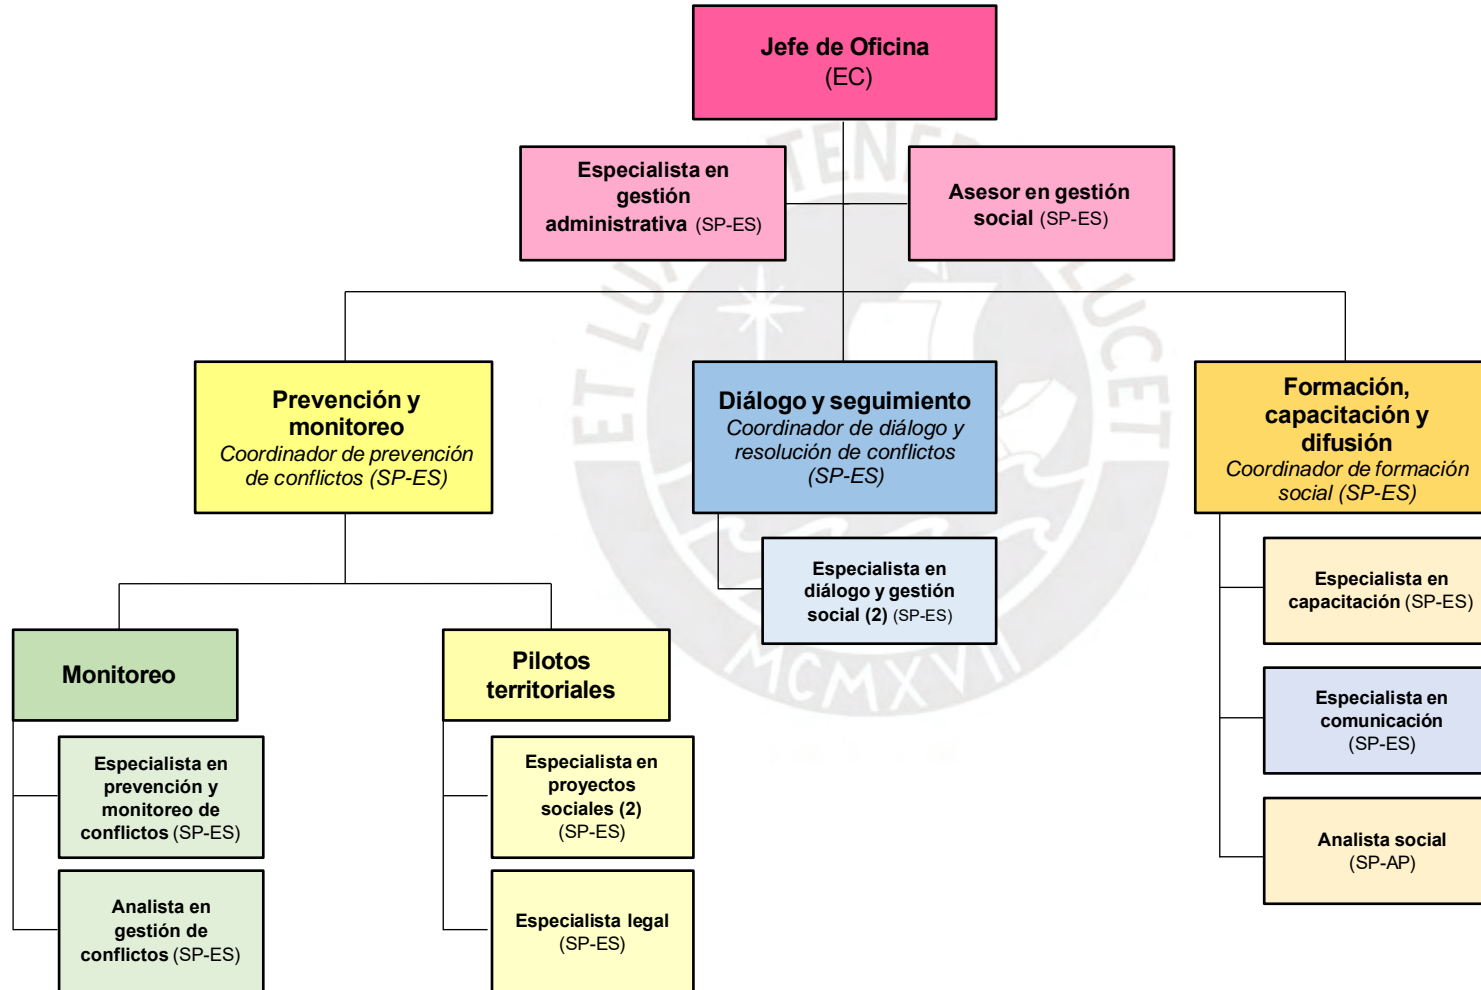 Jefe de Oficina
(EC)
Especialista en
gestión
administrativa (SP-ES)
Asesor en gestión
social (SP-ES)
Prevención y
monitoreo
Coordinador de prevención
de conflictos (SP-ES)
Diálogo y seguimiento
Coordinador de diálogo y
resolución de conflictos
(SP-ES)
Formación,
capacitación y
difusión
Coordinador de formación
social (SP-ES)
Monitoreo
Especialista en
prevención y
monitoreo de
conflictos (SP-ES)
Analista en
gestión de
conflictos (SP-ES)
Pilotos
territoriales
Especialista en
proyectos
sociales (2)
(SP-ES)
Especialista legal
(SP-ES)
Especialista en
diálogo y gestión
social (2) (SP-ES)
Especialista en
capacitación (SP-ES)
Especialista en
comunicación
(SP-ES)
Analista social
(SP-AP)
ET LU
TENE
LUCET
MCMXVII